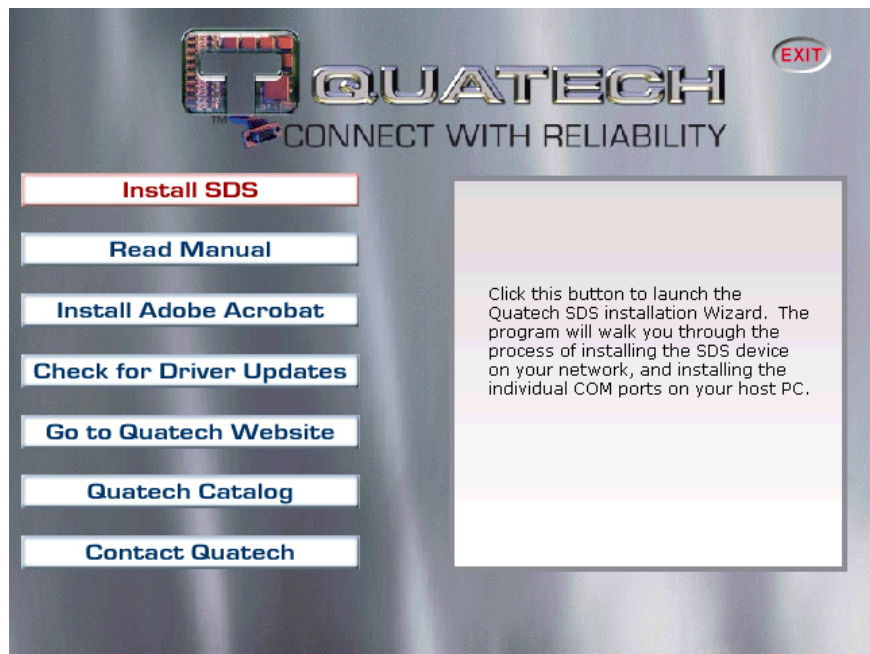 EXIT
QUATECH
TM
CONNECT WITH RELIABILITY
Install SDS
Read Manual
Install Adobe Acrobat
Check for Driver Updates
Go to Quatech Website
Quatech Catalog
Contact Quatech
Click this button to launch the
Quatech SDS installation Wizard.  The
program will walk you through the
process of installing the SDS device
on your network, and installing the
individual COM ports on your host PC.